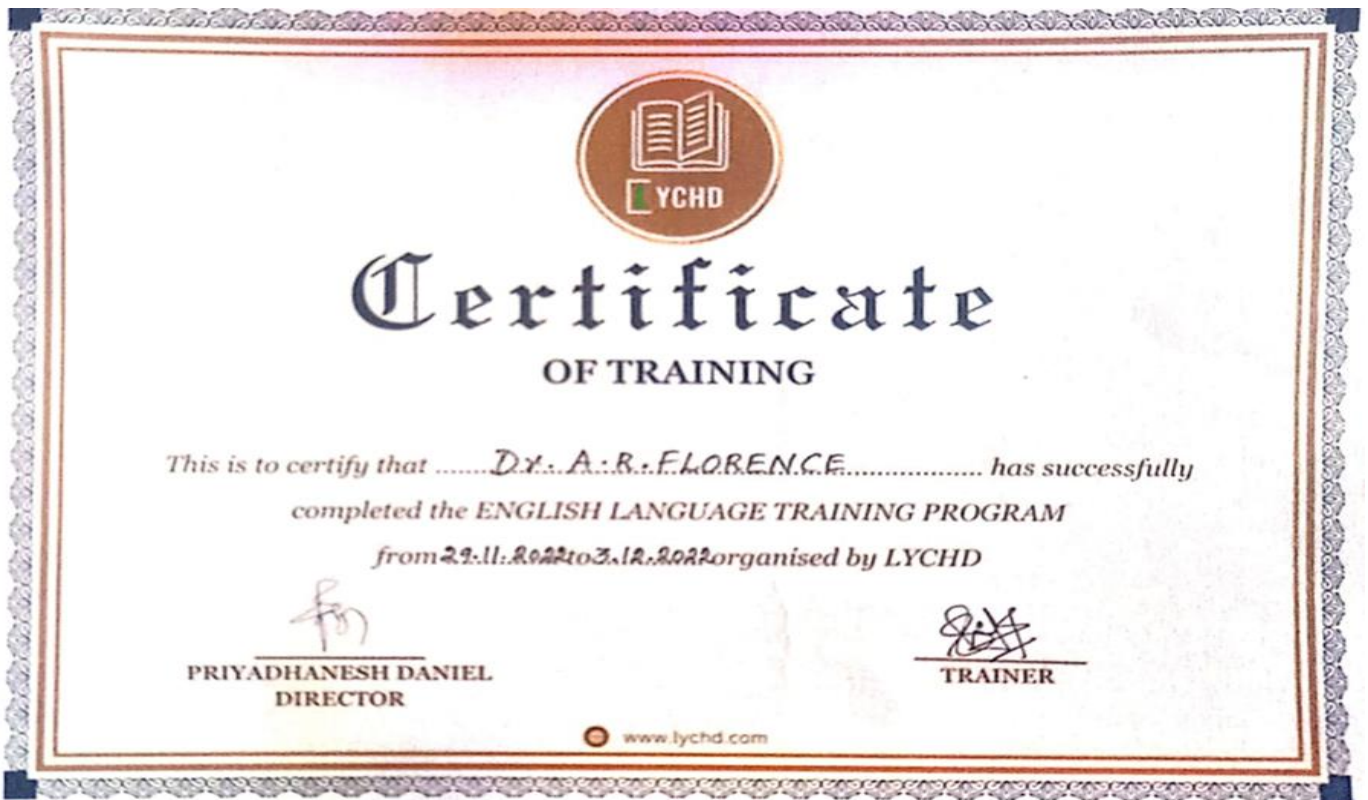 LYCHD
Certificate
OF TRAINING
This is to certify that ......Dr. A.R. FLORENCE.................. has successfully
completed the ENGLISH LANGUAGE TRAINING PROGRAM
from 29.11.2022 to 3.12.2022 organised by LYCHD
PRIYADHANESH DANIEL
DIRECTOR
TRAINER
www.lychd.com